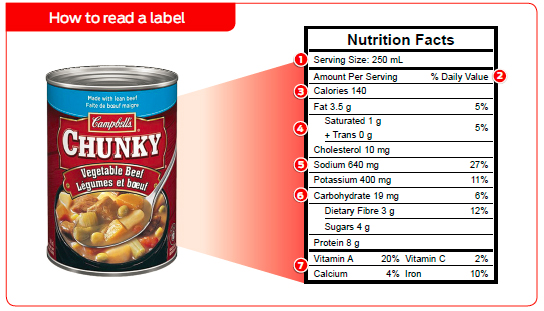 How to read a label
Made with lean beef
Faite de bœuf maigre
Campbell's
CHUNKY
Vegetable Beef
Légumes et bœuf
Nutrition Facts
1 Serving Size: 250 mL
Amount Per Serving % Daily Value 2
3 Calories 140
Fat 3.5 g 5%
4 Saturated 1 g
+ Trans 0 g 5%
Cholesterol 10 mg
5 Sodium 640 mg 27%
Potassium 400 mg 11%
6 Carbohydrate 19 mg 6%
Dietary Fibre 3 g 12%
Sugars 4 g
Protein 8 g
7 Vitamin A 20% Vitamin C 2%
Calcium 4% Iron 10%